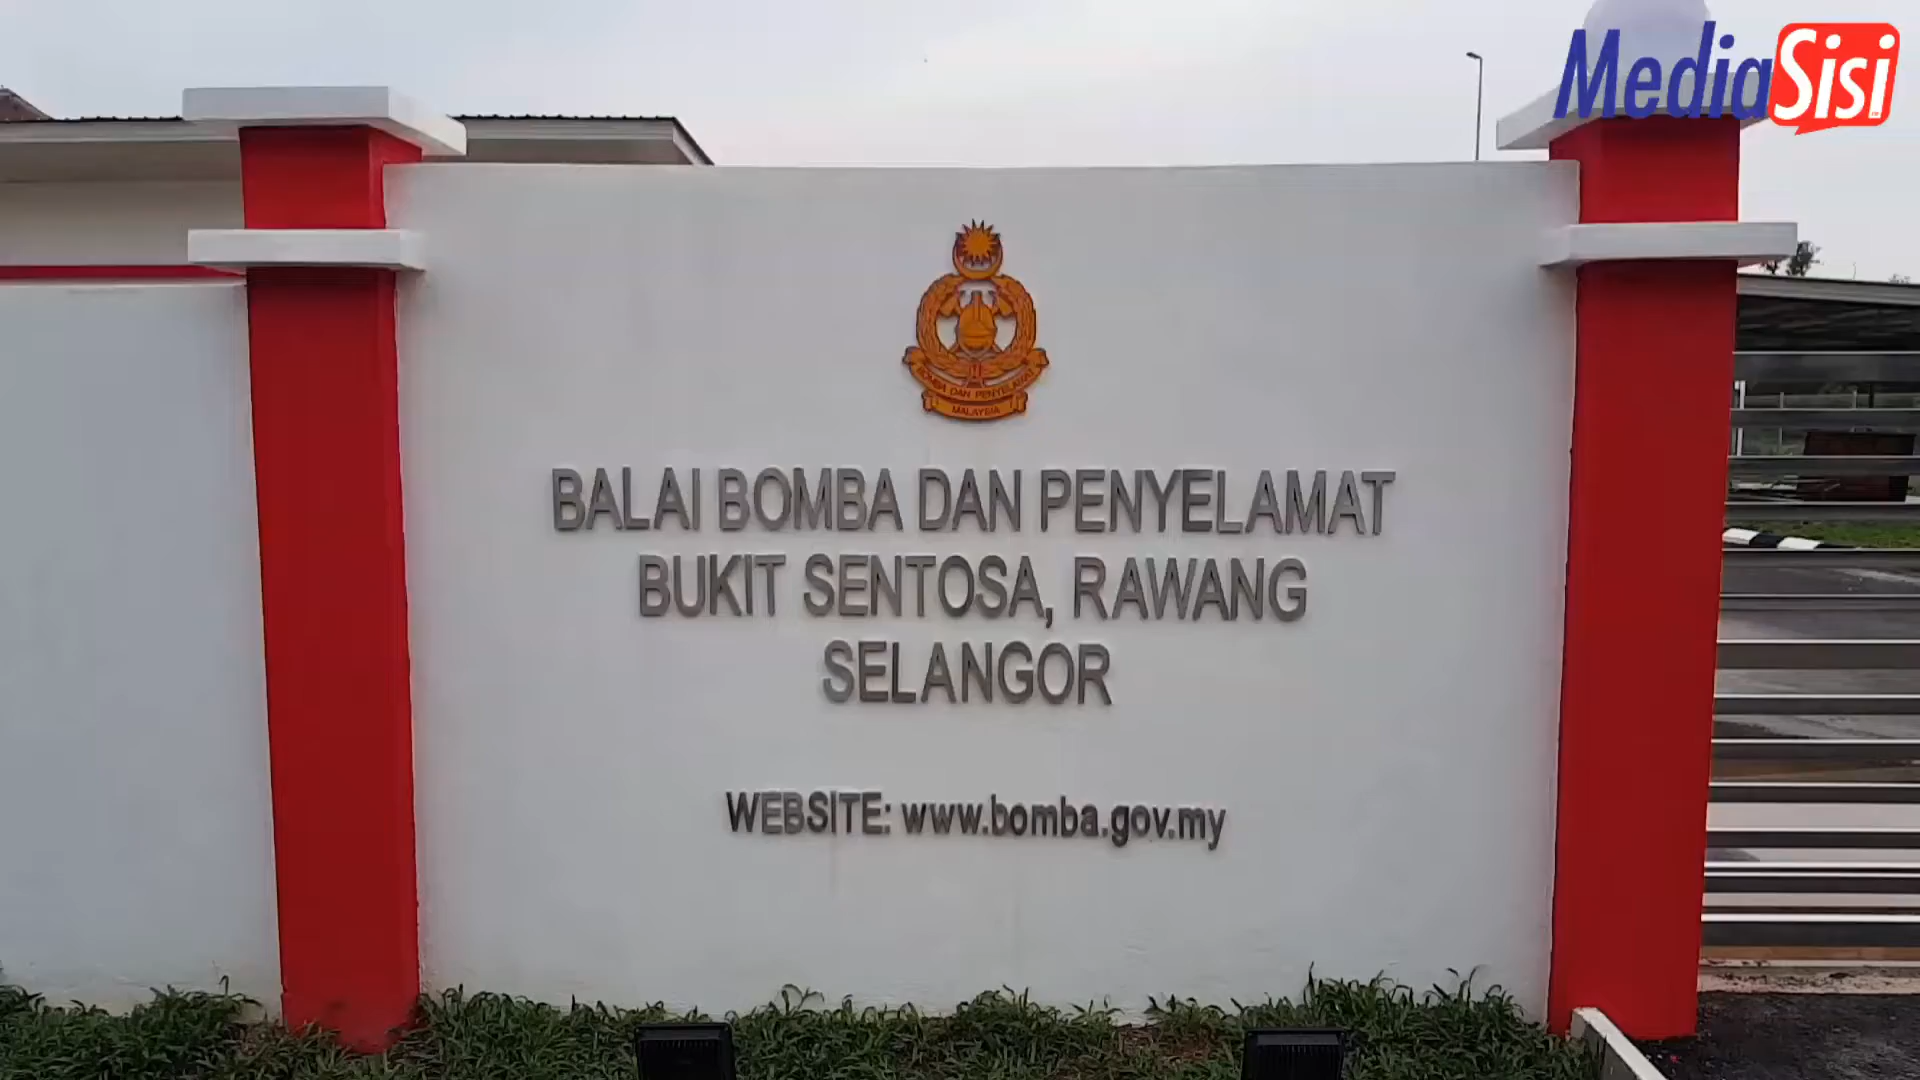 MediaSisi
BOMBA DAN PENYELAMAT
MALAYSIA
BALAI BOMBA DAN PENYELAMAT
BUKIT SENTOSA, RAWANG
SELANGOR
WEBSITE: www.bomba.gov.my